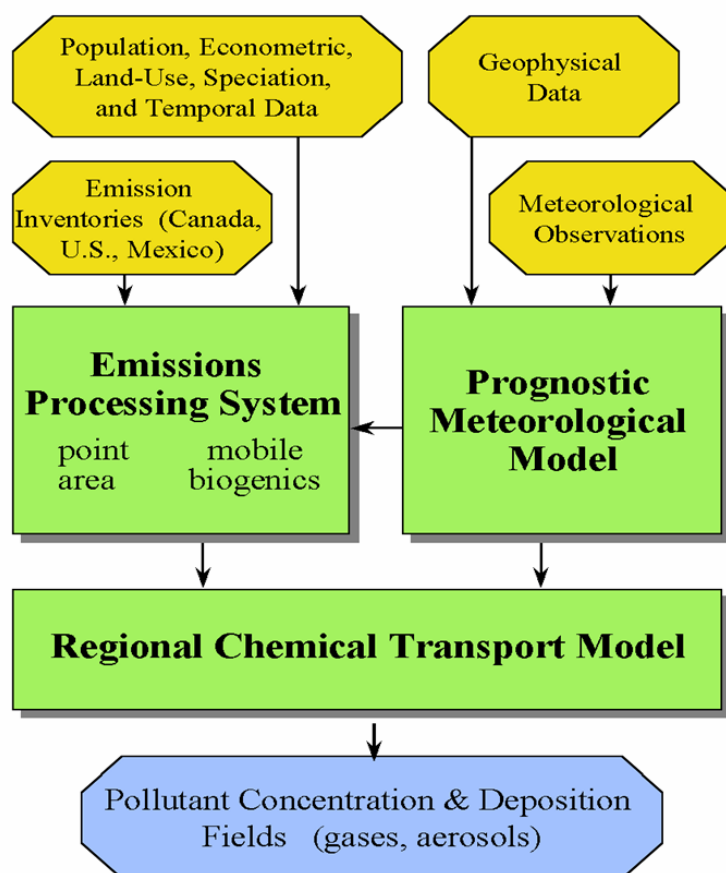 Population, Econometric,
Land-Use, Speciation,
and Temporal Data
Geophysical
Data
Emission
Inventories (Canada,
U.S., Mexico)
Meteorological
Observations
Emissions
Processing System
point mobile
area biogenics
Prognostic
Meteorological
Model
Regional Chemical Transport Model
Pollutant Concentration & Deposition
Fields (gases, aerosols)